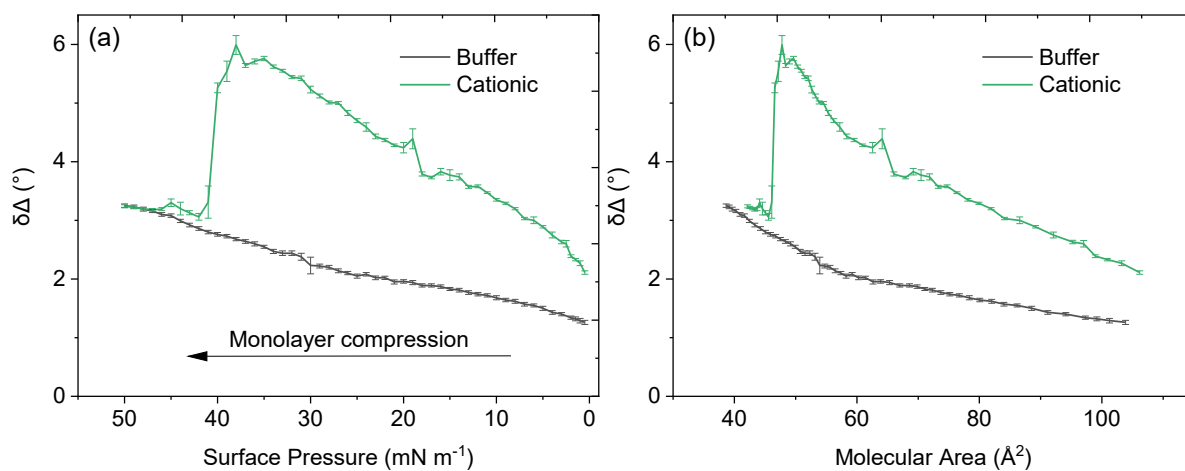 (a)
Buffer
Cationic
Monolayer compression
δΔ (°)
6
4
2
0
50 40 30 20 10 0
Surface Pressure (mN m⁻¹)
(b)
Buffer
Cationic
δΔ (°)
6
4
2
0
40 60 80 100
Molecular Area (Å²)